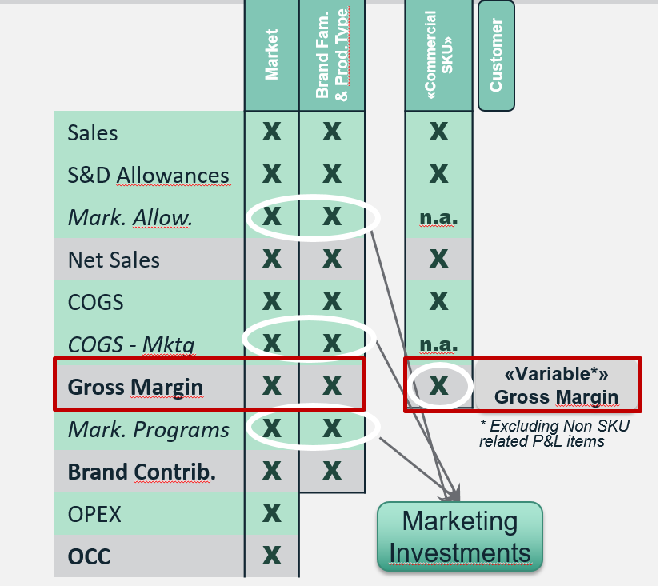 Market
Brand Fam.
& Prod.Type
«Commercial
SKU»
Customer
Sales X X X
S&D Allowances X X X
Mark. Allow. X X n.a.
Net Sales X X X
COGS X X X
COGS - Mktg X X n.a.
Gross Margin X X X «Variable*»
Gross Margin
Mark. Programs X X * Excluding Non SKU
related P&L items
Brand Contrib. X X
OPEX X
OCC X
Marketing
Investments